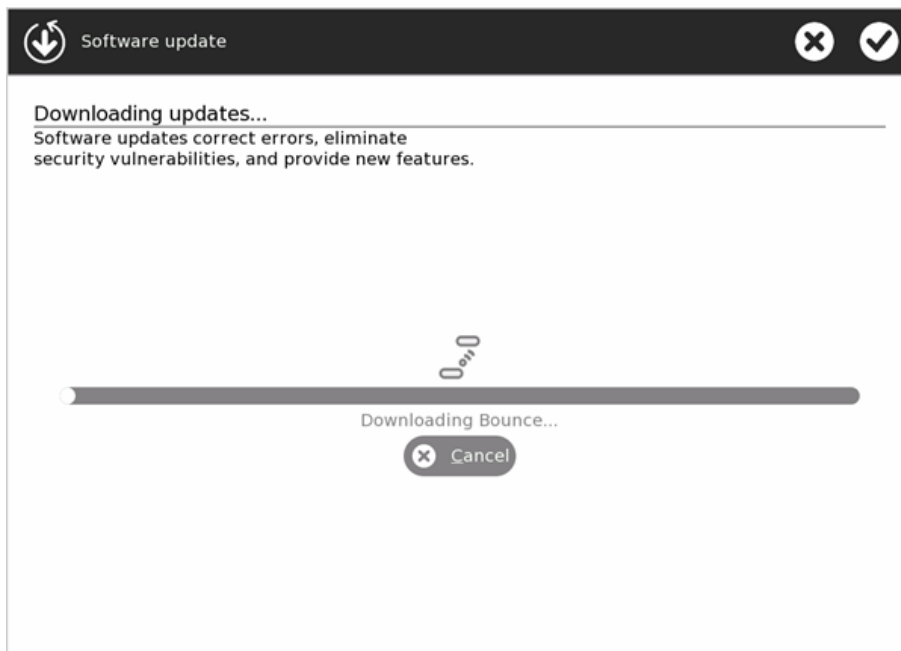 Software update
Downloading updates...
Software updates correct errors, eliminate
security vulnerabilities, and provide new features.
Downloading Bounce...
Cancel